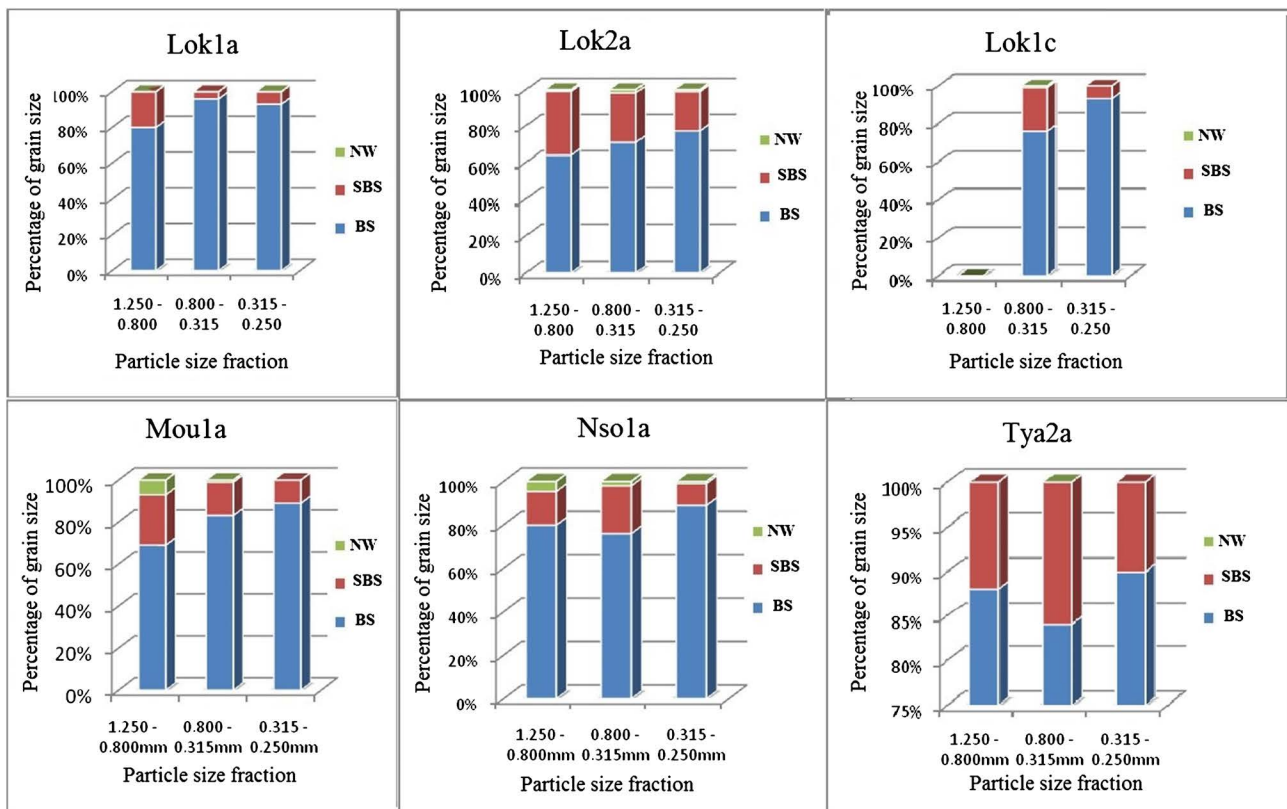 Lok1a
Percentage of grain size
100%
80%
60%
40%
20%
0%
NW
SBS
BS
1.250 - 0.800 - 0.315 -
0.800 0.315 0.250
Particle size fraction
Lok2a
Percentage of grain size
100%
80%
60%
40%
20%
0%
NW
SBS
BS
1.250 - 0.800 - 0.315 -
0.800 0.315 0.250
Particle size fraction
Lok1c
Percentage of grain size
100%
80%
60%
40%
20%
0%
NW
SBS
BS
1.250 - 0.800 - 0.315 -
0.800 0.315 0.250
Particle size fraction
Mou1a
Percentage of grain size
100%
80%
60%
40%
20%
0%
NW
SBS
BS
1.250 - 0.800 - 0.315 -
0.800mm 0.315mm 0.250mm
Particle size fraction
Nso1a
Percentage of grain size
100%
80%
60%
40%
20%
0%
NW
SBS
BS
1.250 - 0.800 - 0.315 -
0.800mm 0.315mm 0.250mm
Particle size fraction
Tya2a
Percentage of grain size
100%
95%
90%
85%
80%
75%
NW
SBS
BS
1.250 - 0.800 - 0.315 -
0.800mm 0.315mm 0.250mm
Particle size fraction